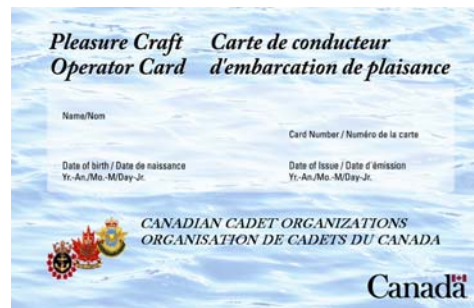 Pleasure Craft Carte de conducteur
Operator Card d'embarcation de plaisance
Name/Nom
Card Number / Numéro de la carte
Date of birth / Date de naissance Date of Issue / Date d'émission
Yr.-An./Mo.-M/Day-Jr. Yr.-An./Mo.-M/Day-Jr.
CANADIAN CADET ORGANIZATIONS
ORGANISATION DE CADETS DU CANADA
Canada